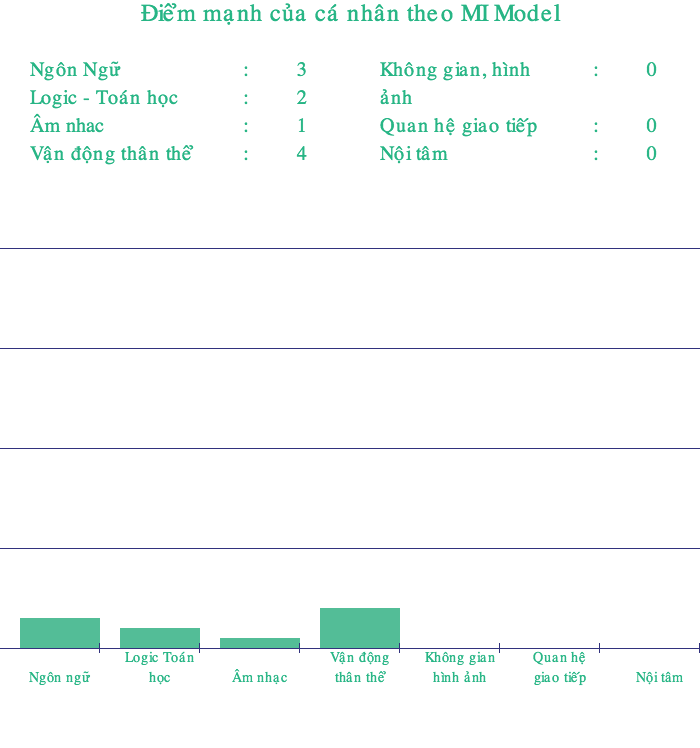 Điểm mạnh của cá nhân theo MI Model
Ngôn Ngữ : 3
Logic - Toán học : 2
Âm nhac : 1
Vận động thân thể : 4
Không gian, hình : 0
ảnh
Quan hệ giao tiếp : 0
Nội tâm : 0
Ngôn ngữ
Logic Toán
học
Âm nhạc
Vận động
thân thể
Không gian
hình ảnh
Quan hệ
giao tiếp
Nội tâm